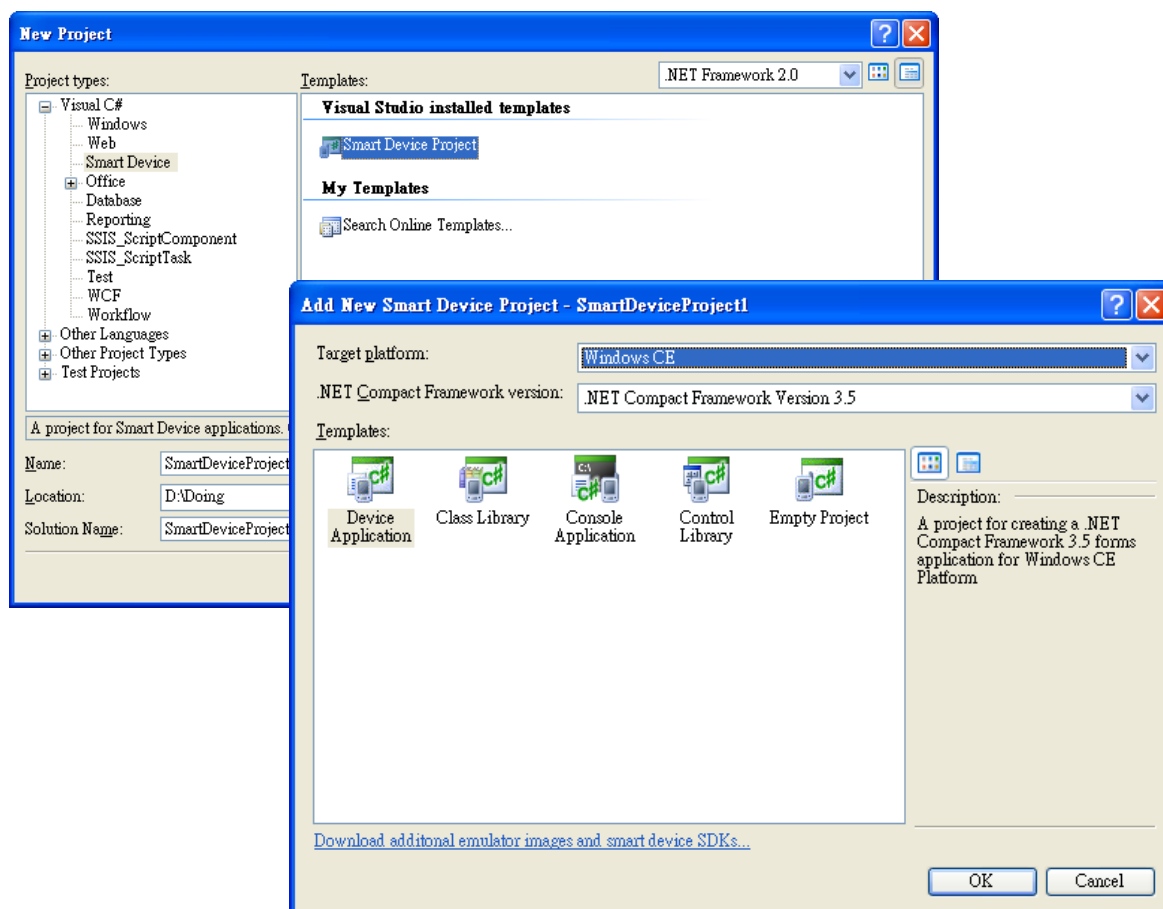 New Project
Project types:
Templates:
.NET Framework 2.0
Visual C#
Windows
Web
Smart Device
Office
Database
Reporting
SSIS_ScriptComponent
SSIS_ScriptTask
Test
WCF
Workflow
Other Languages
Other Project Types
Test Projects
Visual Studio installed templates
Smart Device Project
My Templates
Search Online Templates...
A project for Smart Device applications.
Name:
SmartDeviceProject
Location:
D:\Doing
Solution Name:
SmartDeviceProject
Add New Smart Device Project - SmartDeviceProject1
Target platform:
Windows CE
.NET Compact Framework version:
.NET Compact Framework Version 3.5
Templates:
Device
Application
Class Library
Console
Application
Control
Library
Empty Project
Description:
A project for creating a .NET
Compact Framework 3.5 forms
application for Windows CE
Platform
Download additonal emulator images and smart device SDKs...
OK
Cancel